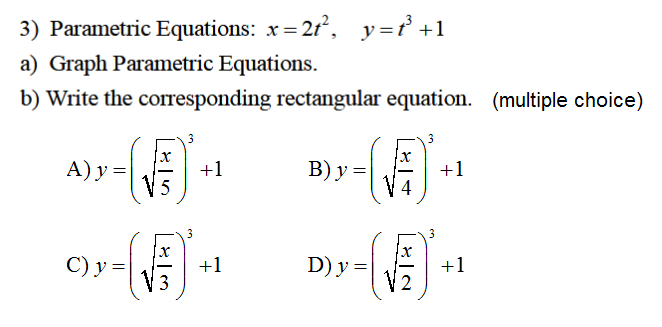 3) Parametric Equations: x = 2t², y = t³ +1
a) Graph Parametric Equations.
b) Write the corresponding rectangular equation. (multiple choice)
A) y = (√(x/5))³ +1 B) y = (√(x/4))³ +1
C) y = (√(x/3))³ +1 D) y = (√(x/2))³ +1